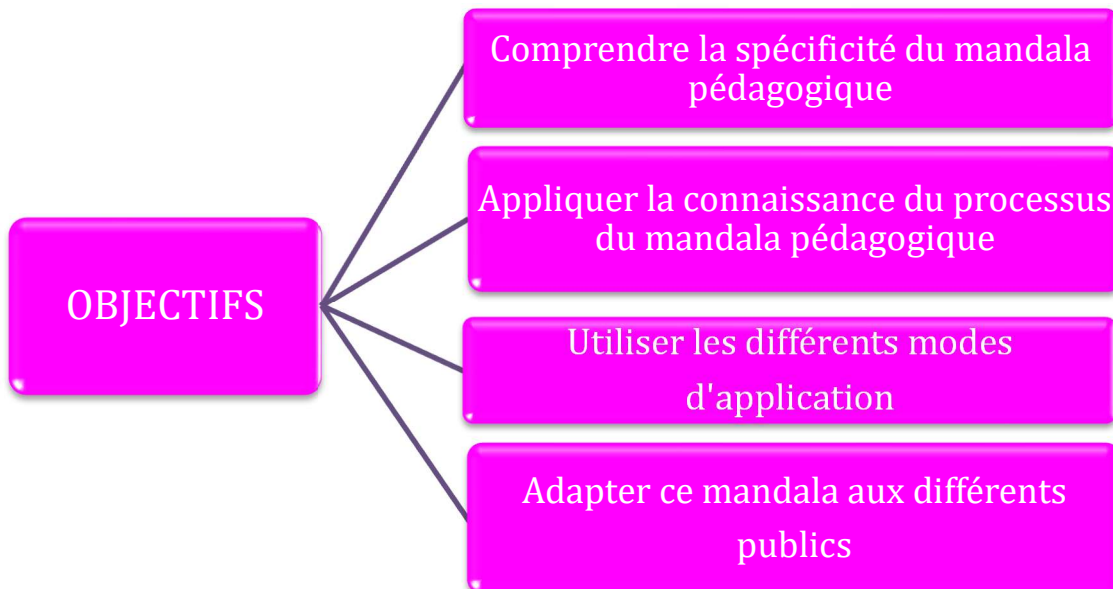 OBJECTIFS
Comprendre la spécificité du mandala
pédagogique
Appliquer la connaissance du processus
du mandala pédagogique
Utiliser les différents modes
d'application
Adapter ce mandala aux différents
publics